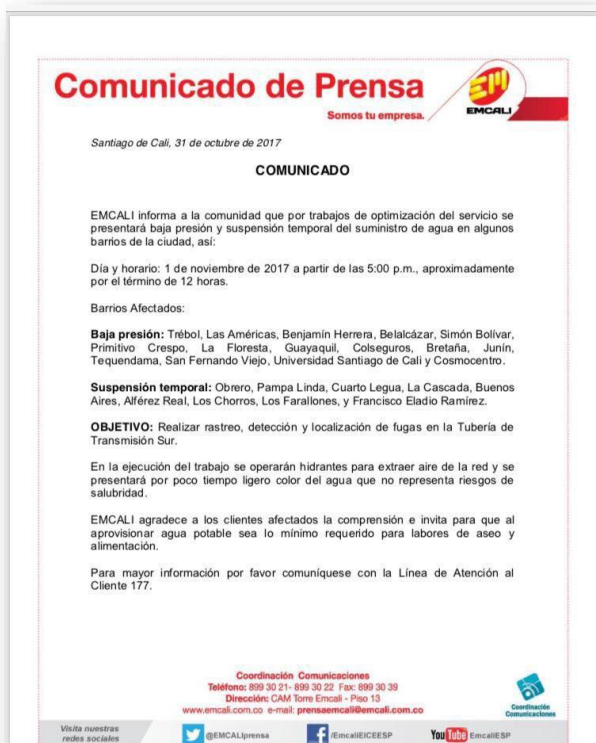 Comunicado de Prensa
Somos tu empresa.
EMCALI
Santiago de Cali, 31 de octubre de 2017
COMUNICADO
EMCALI informa a la comunidad que por trabajos de optimización del servicio se
presentará baja presión y suspensión temporal del suministro de agua en algunos
barrios de la ciudad, así:
Día y horario: 1 de noviembre de 2017 a partir de las 5:00 p.m., aproximadamente
por el término de 12 horas.
Barrios Afectados:
Baja presión: Trébol, Las Américas, Benjamín Herrera, Belalcázar, Simón Bolívar,
Primitivo Crespo, La Floresta, Guayaquil, Colseguros, Bretaña, Junín,
Tequendama, San Fernando Viejo, Universidad Santiago de Cali y Cosmocentro.
Suspensión temporal: Obrero, Pampa Linda, Cuarto Legua, La Cascada, Buenos
Aires, Alférez Real, Los Chorros, Los Farallones, y Francisco Eladio Ramírez.
OBJETIVO: Realizar rastreo, detección y localización de fugas en la Tubería de
Transmisión Sur.
En la ejecución del trabajo se operarán hidrantes para extraer aire de la red y se
presentará por poco tiempo ligero color del agua que no representa riesgos de
salubridad.
EMCALI agradece a los clientes afectados la comprensión e invita para que al
aprovisionar agua potable sea lo mínimo requerido para labores de aseo y
alimentación.
Para mayor información por favor comuníquese con la Línea de Atención al
Cliente 177.
Coordinación Comunicaciones
Teléfono: 899 30 21- 899 30 22 Fax: 899 30 39
Dirección: CAM Torre Emcali - Piso 13
www.emcali.com.co e-mail: prensaemcali@emcali.com.co
Coordinación
Comunicaciones
Visita nuestras
redes sociales
@EMCALIprensa
/EmcaliEICEESP
YouTube EmcaliESP